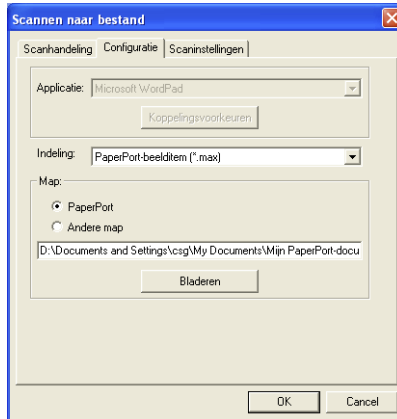 Scannen naar bestand
Scanhandeling Configuratie Scaninstellingen
Applicatie: Microsoft WordPad
Koppelingsvoorkeuren
Indeling: PaperPort-beelditem (*.max)
Map:
PaperPort
Andere map
D:\Documents and Settings\csg\My Documents\Mijn PaperPort-docu
Bladeren
OK Cancel